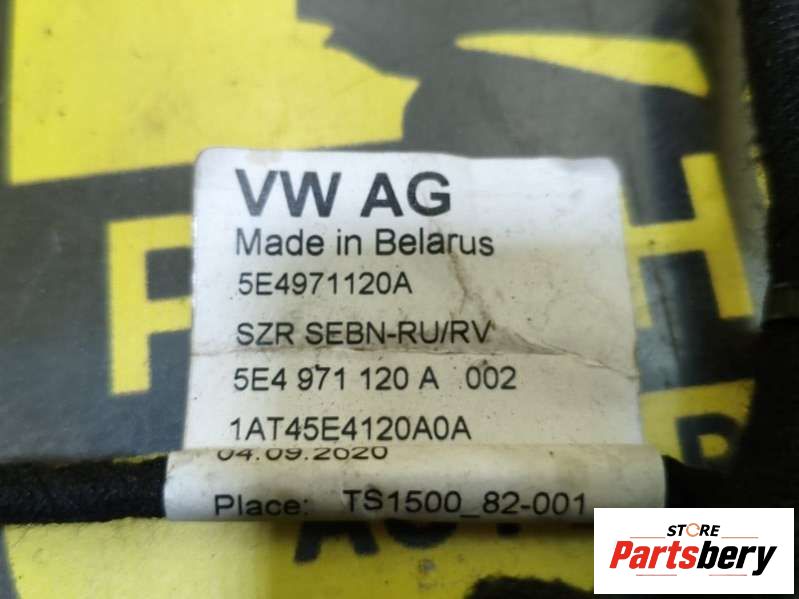 VW AG
Made in Belarus
5E4971120A
SZR SEBN-RU/RV
5E4 971 120 A 002
1AT45E4120A0A
04.09.2020
Place: TS1500_82-001
STORE
Partsbery